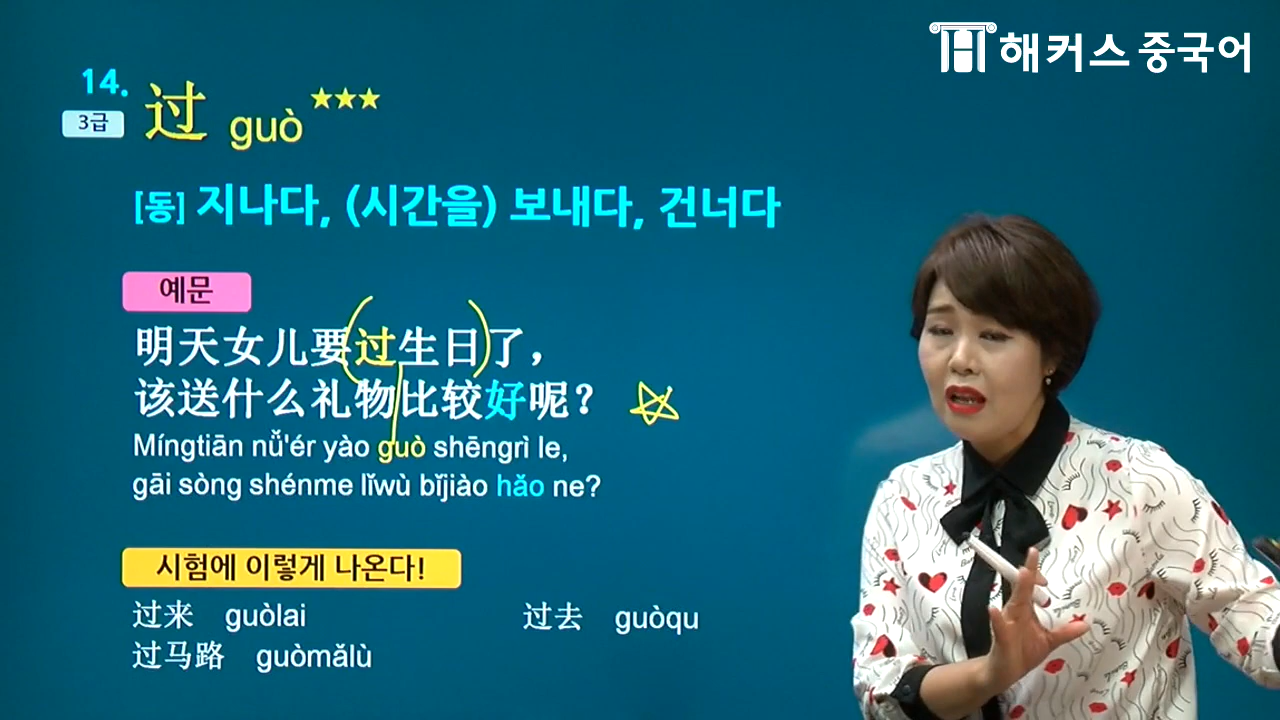 해커스 중국어
14.
过 guò ★★★
3급
[동] 지나다, (시간을) 보내다, 건너다
예문
明天女儿要过生日了，
该送什么礼物比较好呢？
Míngtiān nǚ'ér yào guò shēngrì le,
gāi sòng shénme lǐwù bǐjiào hǎo ne?
시험에 이렇게 나온다!
过来 guòlai 过去 guòqu
过马路 guòmǎlù